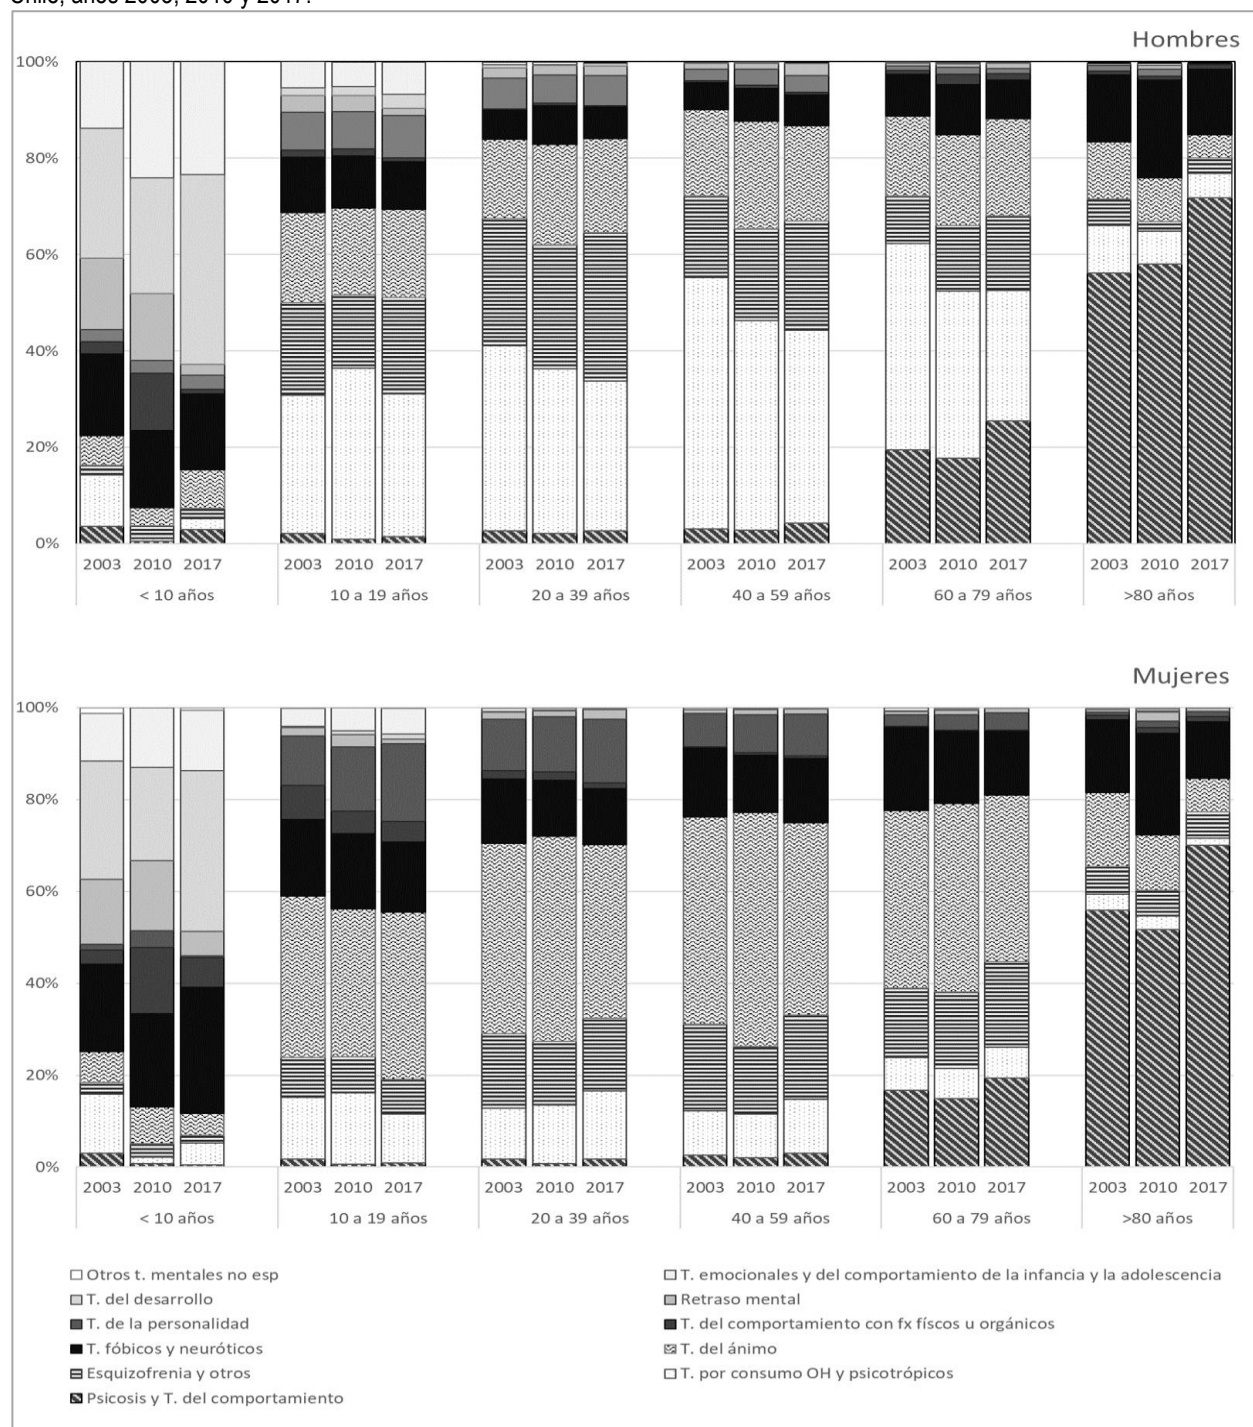 Chile, años 2003, 2010 y 2017.
Hombres
100%
80%
60%
40%
20%
0%
2003 2010 2017 2003 2010 2017 2003 2010 2017 2003 2010 2017 2003 2010 2017 2003 2010 2017
< 10 años 10 a 19 años 20 a 39 años 40 a 59 años 60 a 79 años >80 años
Mujeres
100%
80%
60%
40%
20%
0%
2003 2010 2017 2003 2010 2017 2003 2010 2017 2003 2010 2017 2003 2010 2017 2003 2010 2017
< 10 años 10 a 19 años 20 a 39 años 40 a 59 años 60 a 79 años >80 años
Otros t. mentales no esp T. emocionales y del comportamiento de la infancia y la adolescencia
T. del desarrollo Retraso mental
T. de la personalidad T. del comportamiento con fx físcos u orgánicos
T. fóbicos y neuróticos T. del ánimo
Esquizofrenia y otros T. por consumo OH y psicotrópicos
Psicosis y T. del comportamiento